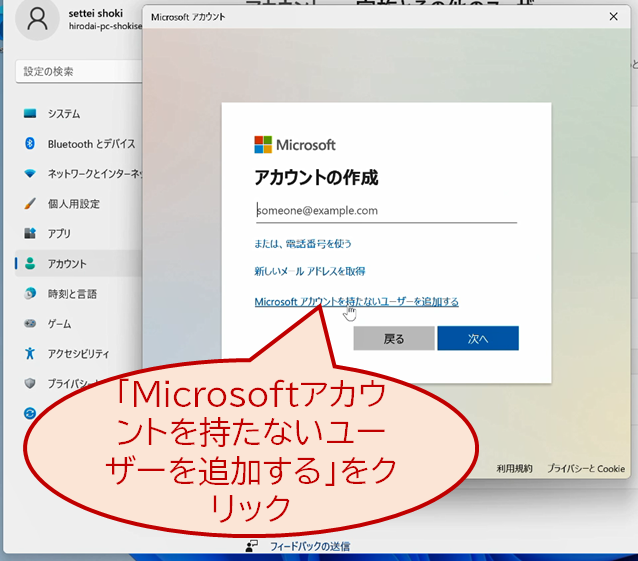 settei shoki
hirodai-pc-shokise
設定の検索
システム
Bluetooth とデバイス
ネットワークとインターネッ
個人用設定
アプリ
アカウント
時刻と言語
ゲーム
アクセシビリティ
プライバシーと
Microsoft アカウント
Microsoft
アカウントの作成
someone@example.com
または、電話番号を使う
新しいメール アドレスを取得
Microsoft アカウントを持たないユーザーを追加する
戻る
次へ
「Microsoftアカウ
ントを持たないユー
ザーを追加する」をク
リック
利用規約
プライバシーと Cookie
フィードバックの送信